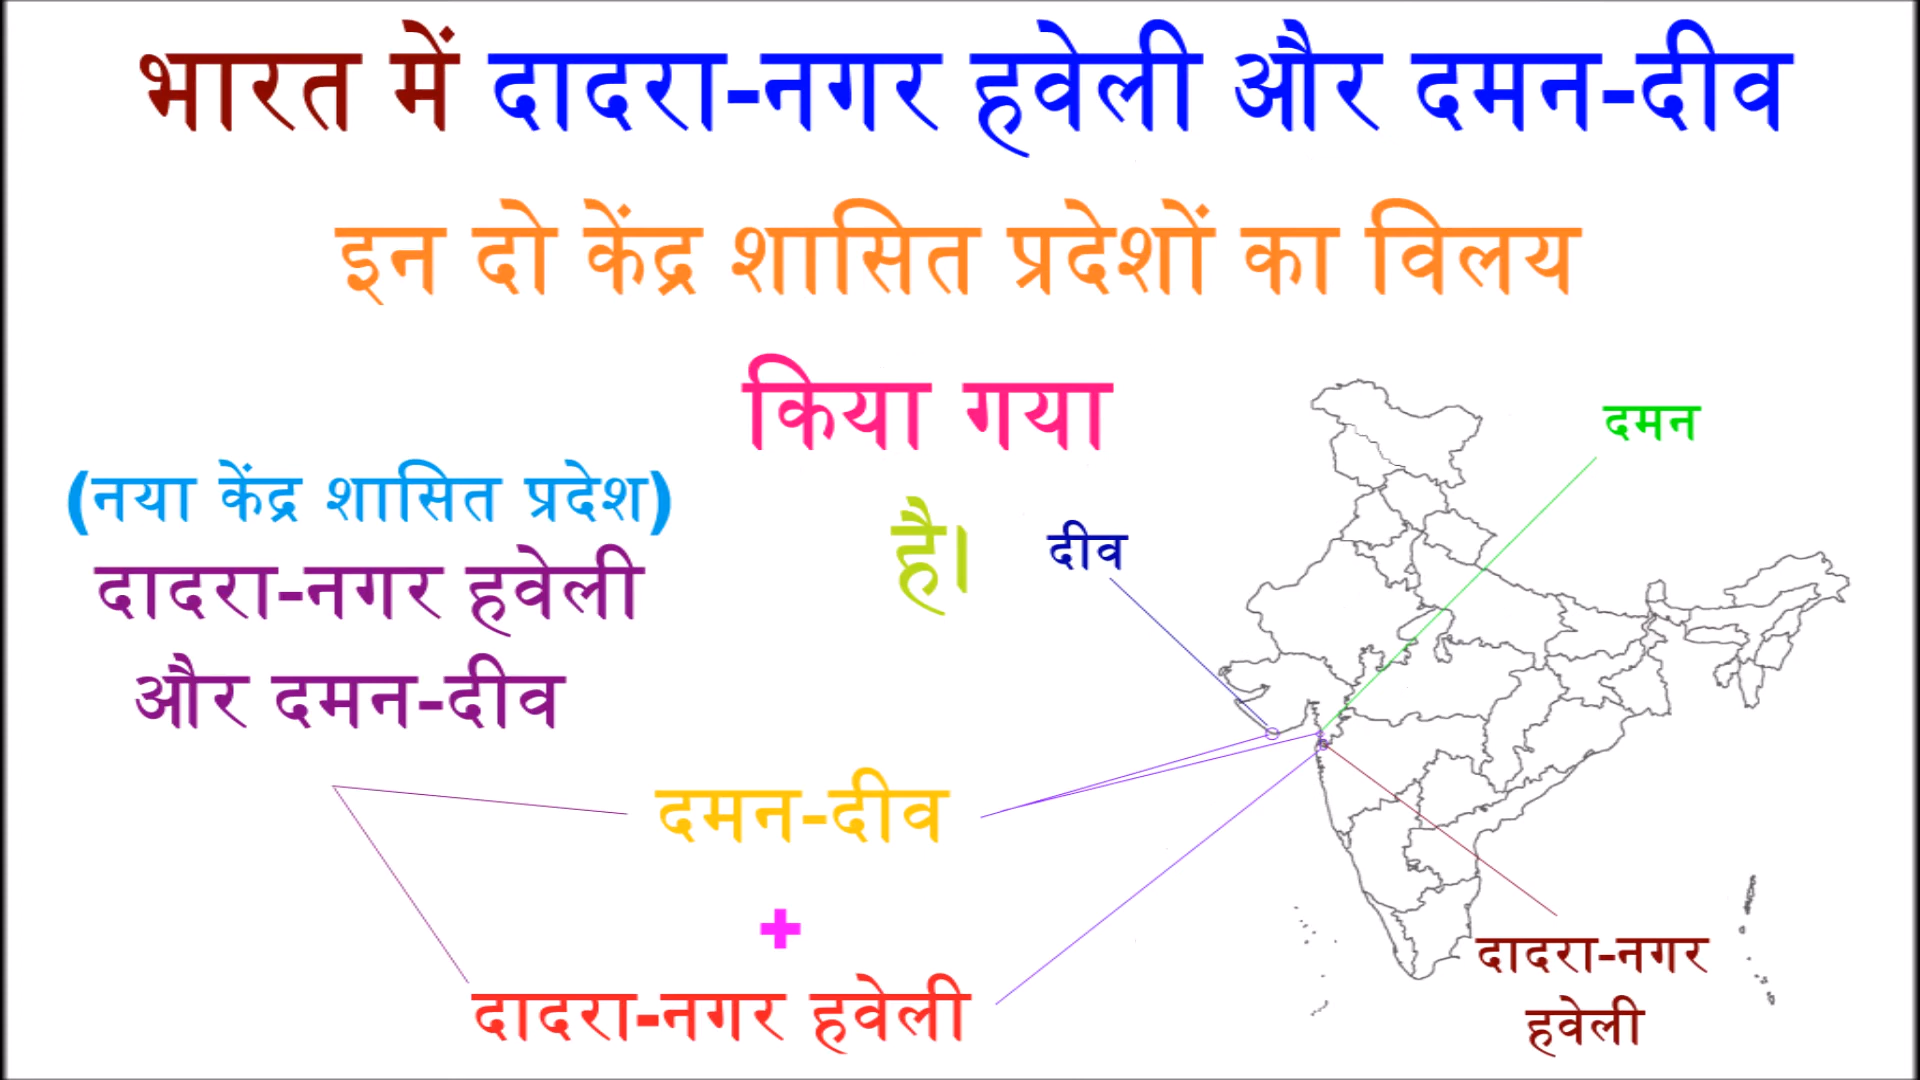 भारत में दादरा-नगर हवेली और दमन-दीव
इन दो केंद्र शासित प्रदेशों का विलय
किया गया
है।
(नया केंद्र शासित प्रदेश)
दादरा-नगर हवेली
और दमन-दीव
दमन-दीव
+
दादरा-नगर हवेली
दीव
दमन
दादरा-नगर
हवेली